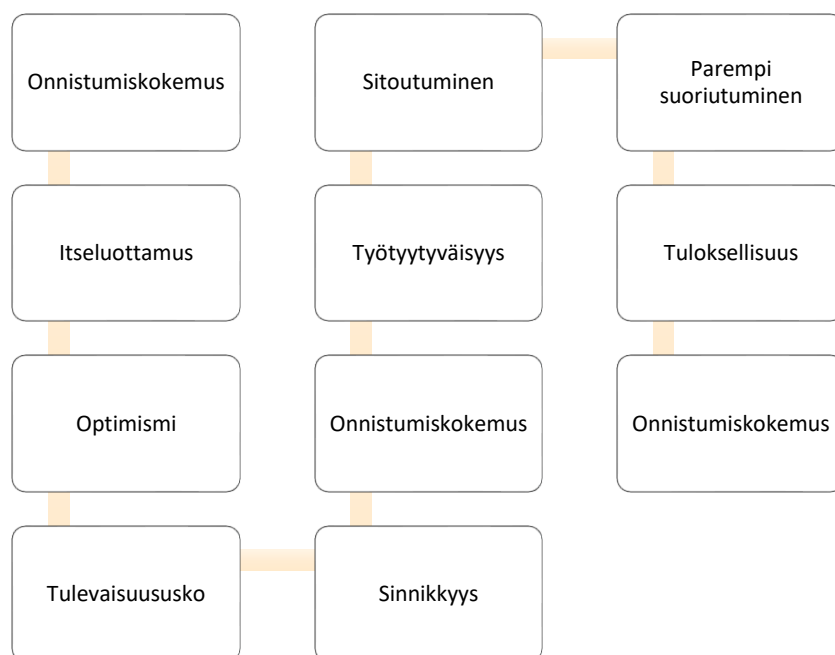 Onnistumiskokemus
Itseluottamus
Optimismi
Tulevaisuususko
Sinnikkyys
Onnistumiskokemus
Työtyytyväisyys
Sitoutuminen
Parempi
suoriutuminen
Tuloksellisuus
Onnistumiskokemus